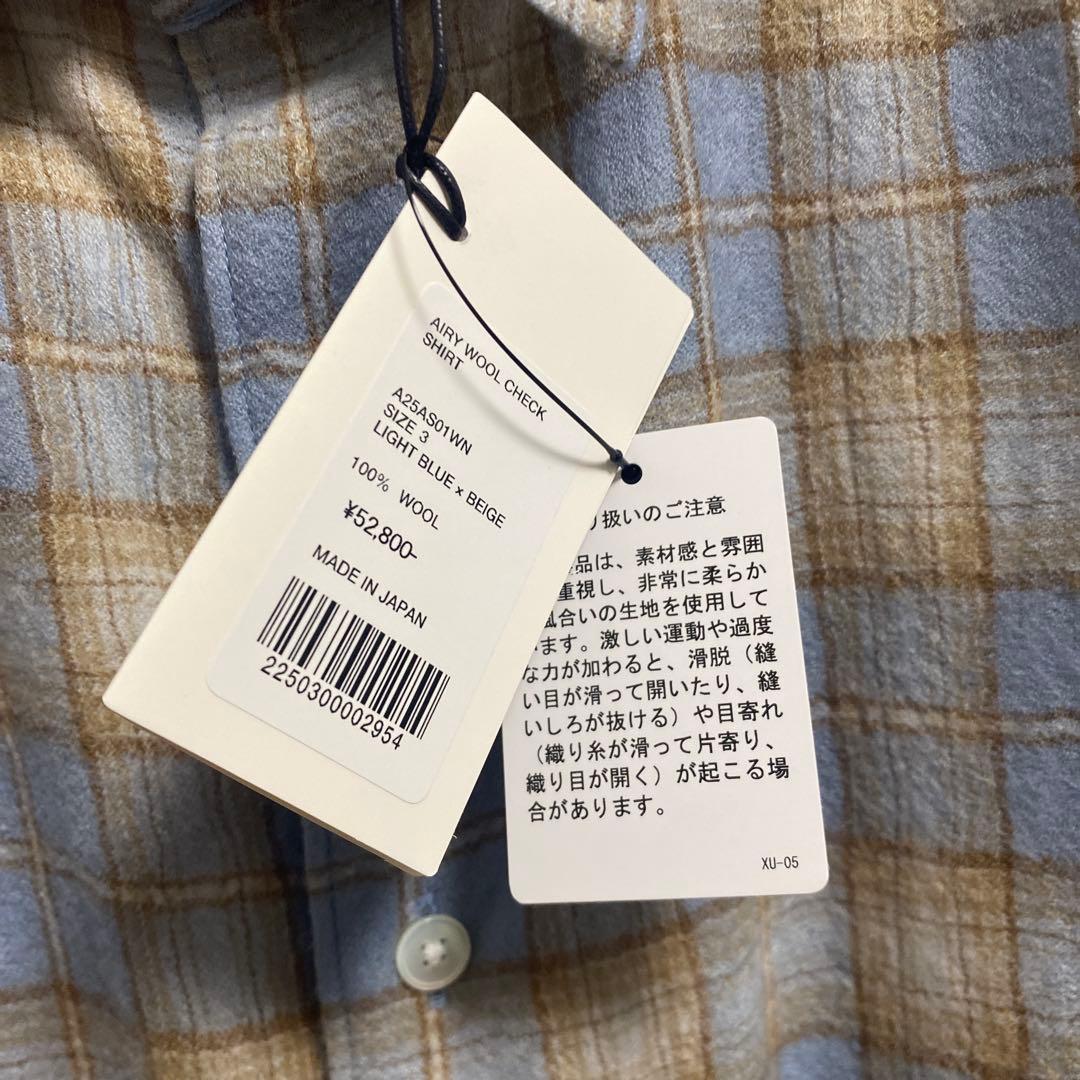 AIRY WOOL CHECK
SHIRT
A25AS01WN
SIZE 3
LIGHT BLUE × BEIGE
100% WOOL
¥52,800-
MADE IN JAPAN
2250300002954
扱いのご注意
品は、素材感と雰囲
重視し、非常に柔らか
風合いの生地を使用して
ます。激しい運動や過度
な力が加わると、滑脱（縫
い目が滑って開いたり、縫
いしろが抜ける）や目寄れ
（織り糸が滑って片寄り、
織り目が開く）が起こる場
合があります。
XU-05